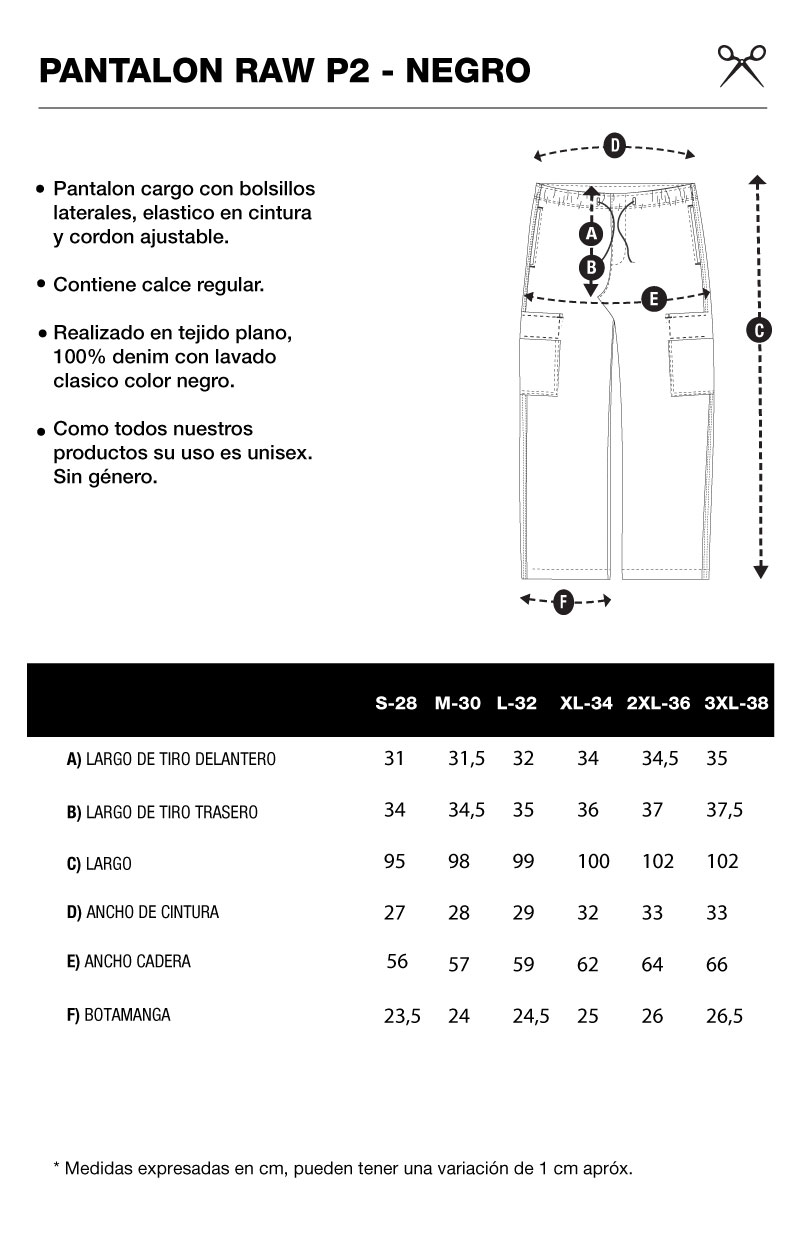 PANTALON RAW P2 - NEGRO
• Pantalon cargo con bolsillos
laterales, elastico en cintura
y cordon ajustable.
• Contiene calce regular.
• Realizado en tejido plano,
100% denim con lavado
clasico color negro.
• Como todos nuestros
productos su uso es unisex.
Sin género.
D
A
B
E
C
F
S-28 M-30 L-32 XL-34 2XL-36 3XL-38
A) LARGO DE TIRO DELANTERO 31 31,5 32 34 34,5 35
B) LARGO DE TIRO TRASERO 34 34,5 35 36 37 37,5
C) LARGO 95 98 99 100 102 102
D) ANCHO DE CINTURA 27 28 29 32 33 33
E) ANCHO CADERA 56 57 59 62 64 66
F) BOTAMANGA 23,5 24 24,5 25 26 26,5
* Medidas expresadas en cm, pueden tener una variación de 1 cm apróx.